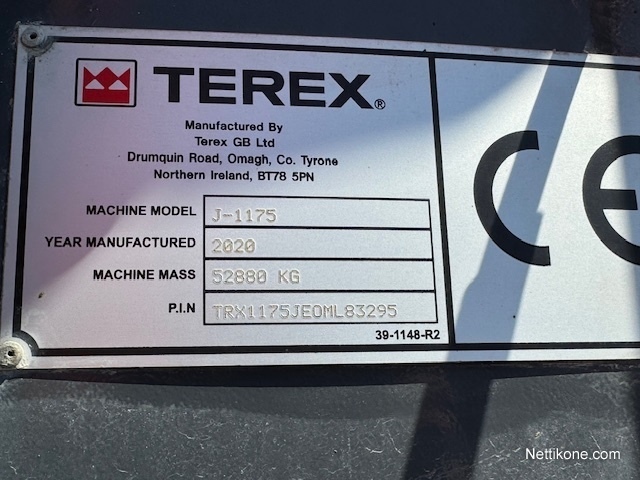 TEREX®
Manufactured By
Terex GB Ltd
Drumquin Road, Omagh, Co. Tyrone
Northern Ireland, BT78 5PN
MACHINE MODEL J-1175
YEAR MANUFACTURED 2020
MACHINE MASS 52880 KG
P.I.N TRX1175JEOML83295
39-1148-R2
CE
Nettikone.com